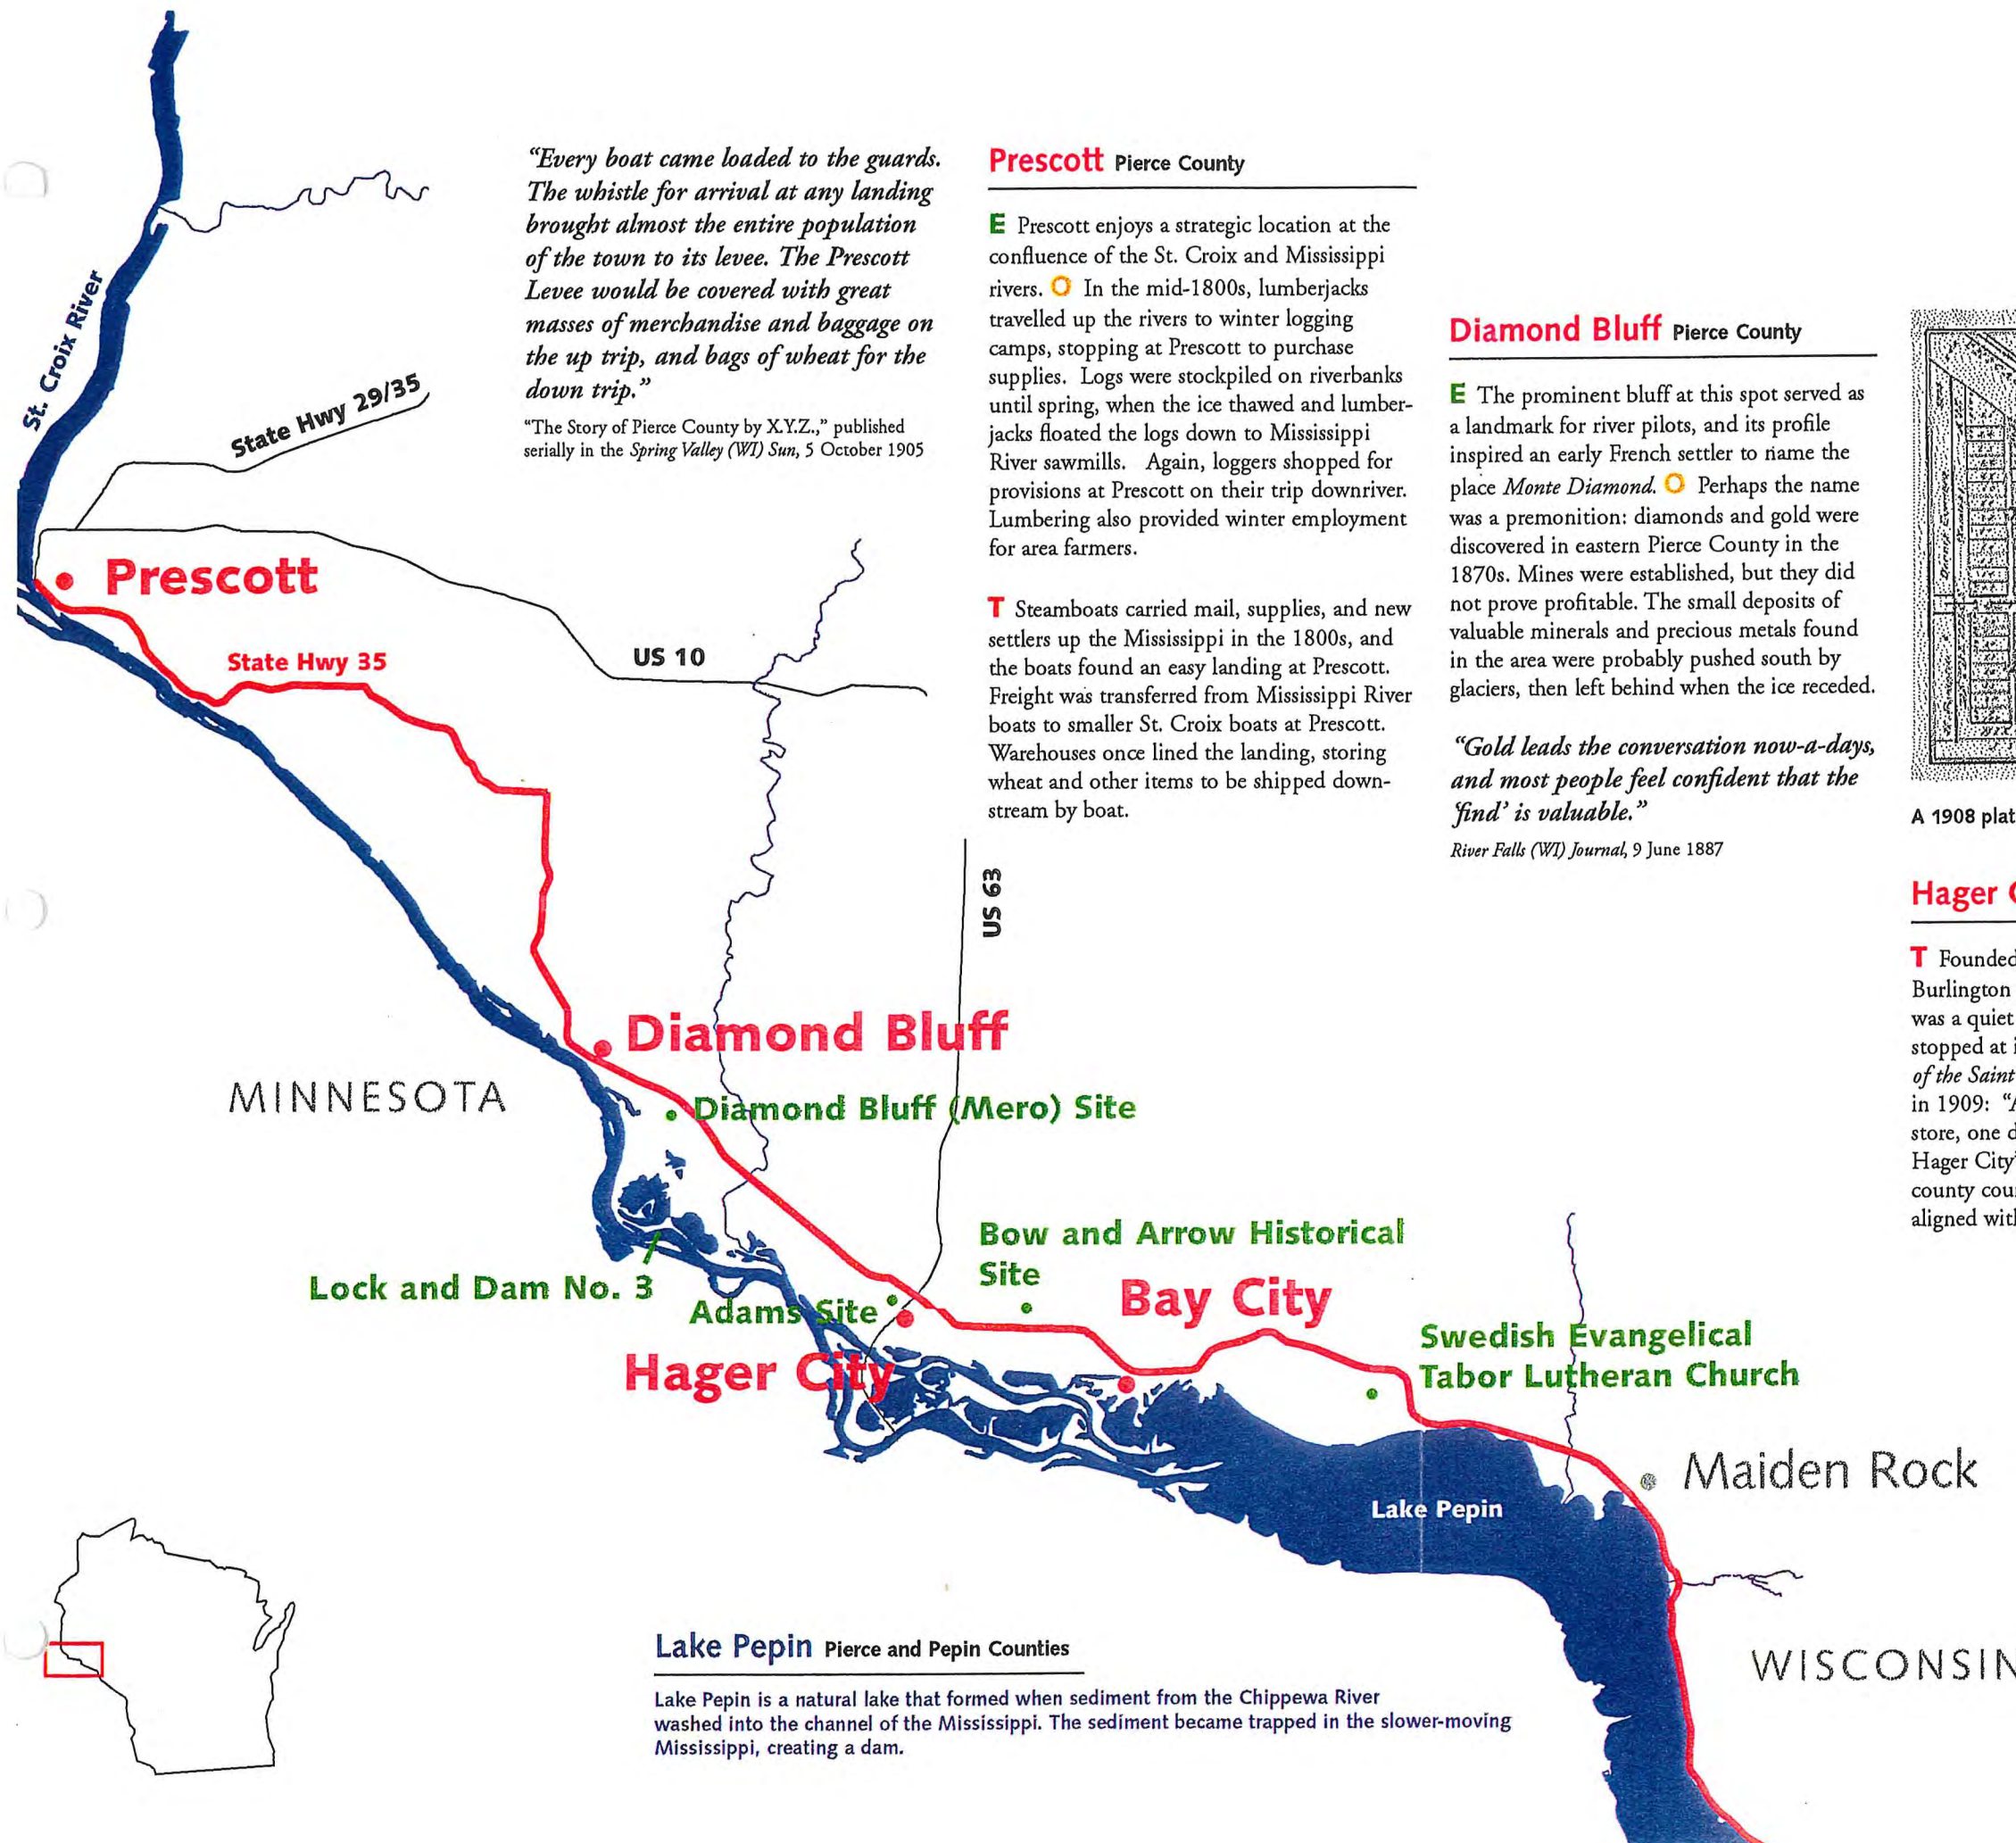 St. Croix River
State Hwy 29/35
“Every boat came loaded to the guards.
The whistle for arrival at any landing
brought almost the entire population
of the town to its levee. The Prescott
Levee would be covered with great
masses of merchandise and baggage on
the up trip, and bags of wheat for the
down trip.”
“The Story of Pierce County by X.Y.Z.,” published
serially in the Spring Valley (WI) Sun, 5 October 1905
Prescott Pierce County
E Prescott enjoys a strategic location at the
confluence of the St. Croix and Mississippi
rivers. In the mid-1800s, lumberjacks
travelled up the rivers to winter logging
camps, stopping at Prescott to purchase
supplies. Logs were stockpiled on riverbanks
until spring, when the ice thawed and lumber-
jacks floated the logs down to Mississippi
River sawmills. Again, loggers shopped for
provisions at Prescott on their trip downriver.
Lumbering also provided winter employment
for area farmers.
T Steamboats carried mail, supplies, and new
settlers up the Mississippi in the 1800s, and
the boats found an easy landing at Prescott.
Freight was transferred from Mississippi River
boats to smaller St. Croix boats at Prescott.
Warehouses once lined the landing, storing
wheat and other items to be shipped down-
stream by boat.
Diamond Bluff Pierce County
E The prominent bluff at this spot served as
a landmark for river pilots, and its profile
inspired an early French settler to name the
place Monte Diamond. Perhaps the name
was a premonition: diamonds and gold were
discovered in eastern Pierce County in the
1870s. Mines were established, but they did
not prove profitable. The small deposits of
valuable minerals and precious metals found
in the area were probably pushed south by
glaciers, then left behind when the ice receded.
“Gold leads the conversation now-a-days,
and most people feel confident that the
‘find’ is valuable.”
River Falls (WI) Journal, 9 June 1887
A 1908 plat
Hager
T Founded
Burlington
was a quiet
stopped at
of the Saint
in 1909:
store, one
Hager City
county
aligned
Prescott
State Hwy 35
US 10
US 63
Diamond Bluff
MINNESOTA
Diamond Bluff (Mero) Site
Lock and Dam No. 3
Adams Site
Hager City
Bow and Arrow Historical
Site
Bay City
Swedish Evangelical
Tabor Lutheran Church
Maiden Rock
Lake Pepin
WISCONSIN
Lake Pepin Pierce and Pepin Counties
Lake Pepin is a natural lake that formed when sediment from the Chippewa River
washed into the channel of the Mississippi. The sediment became trapped in the slower-moving
Mississippi, creating a dam.